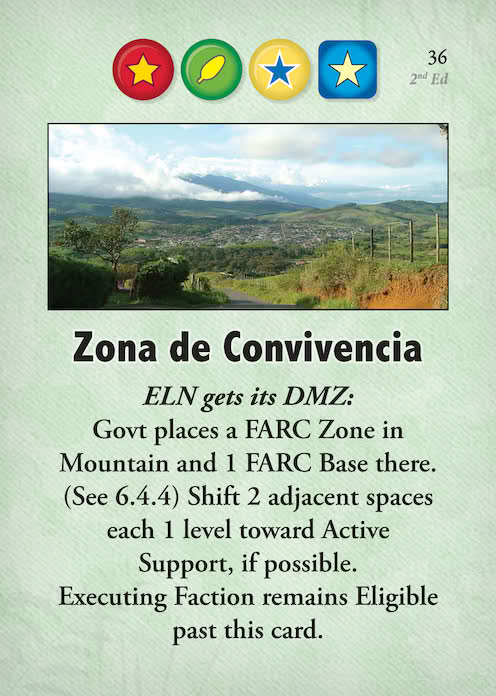 36
2nd Ed
Zona de Convivencia
ELN gets its DMZ:
Govt places a FARC Zone in
Mountain and 1 FARC Base there.
(See 6.4.4) Shift 2 adjacent spaces
each 1 level toward Active
Support, if possible.
Executing Faction remains Eligible
past this card.